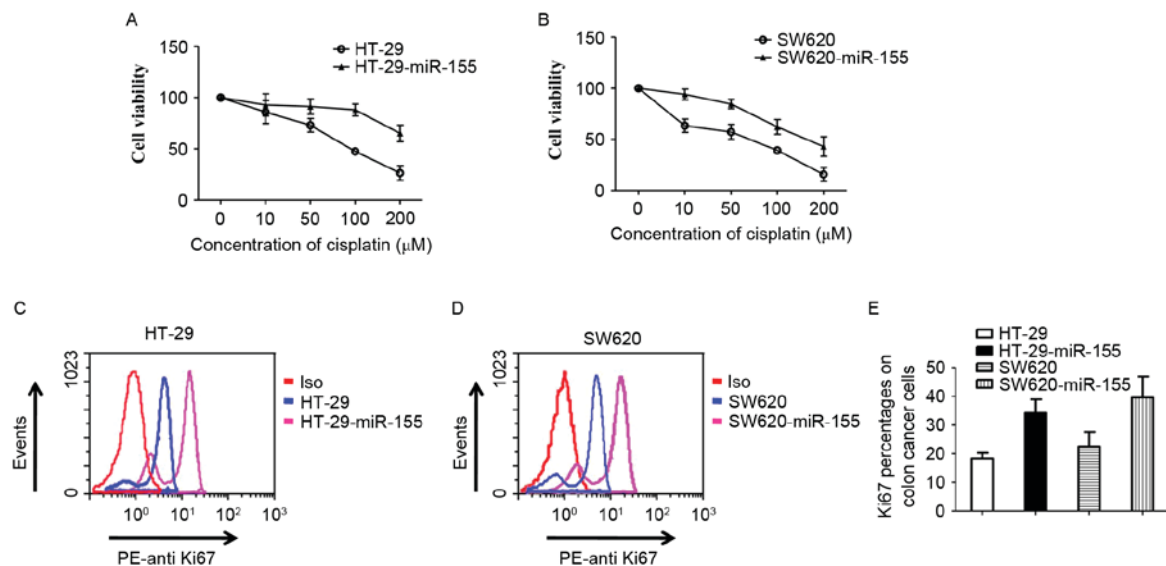 A
150
100
50
0
Cell viability
HT-29
HT-29-miR-155
0 10 50 100 200
Concentration of cisplatin (μM)
B
150
100
50
0
Cell viability
SW620
SW620-miR-155
0 10 50 100 200
Concentration of cisplatin (μM)
C
HT-29
1023
0
Events
10⁰ 10¹ 10² 10³
PE-anti Ki67
Iso
HT-29
HT-29-miR-155
D
SW620
1023
0
Events
10⁰ 10¹ 10² 10³
PE-anti Ki67
Iso
SW620
SW620-miR-155
E
Ki67 percentages on
colon cancer cells
50
40
30
20
10
0
HT-29
HT-29-miR-155
SW620
SW620-miR-155